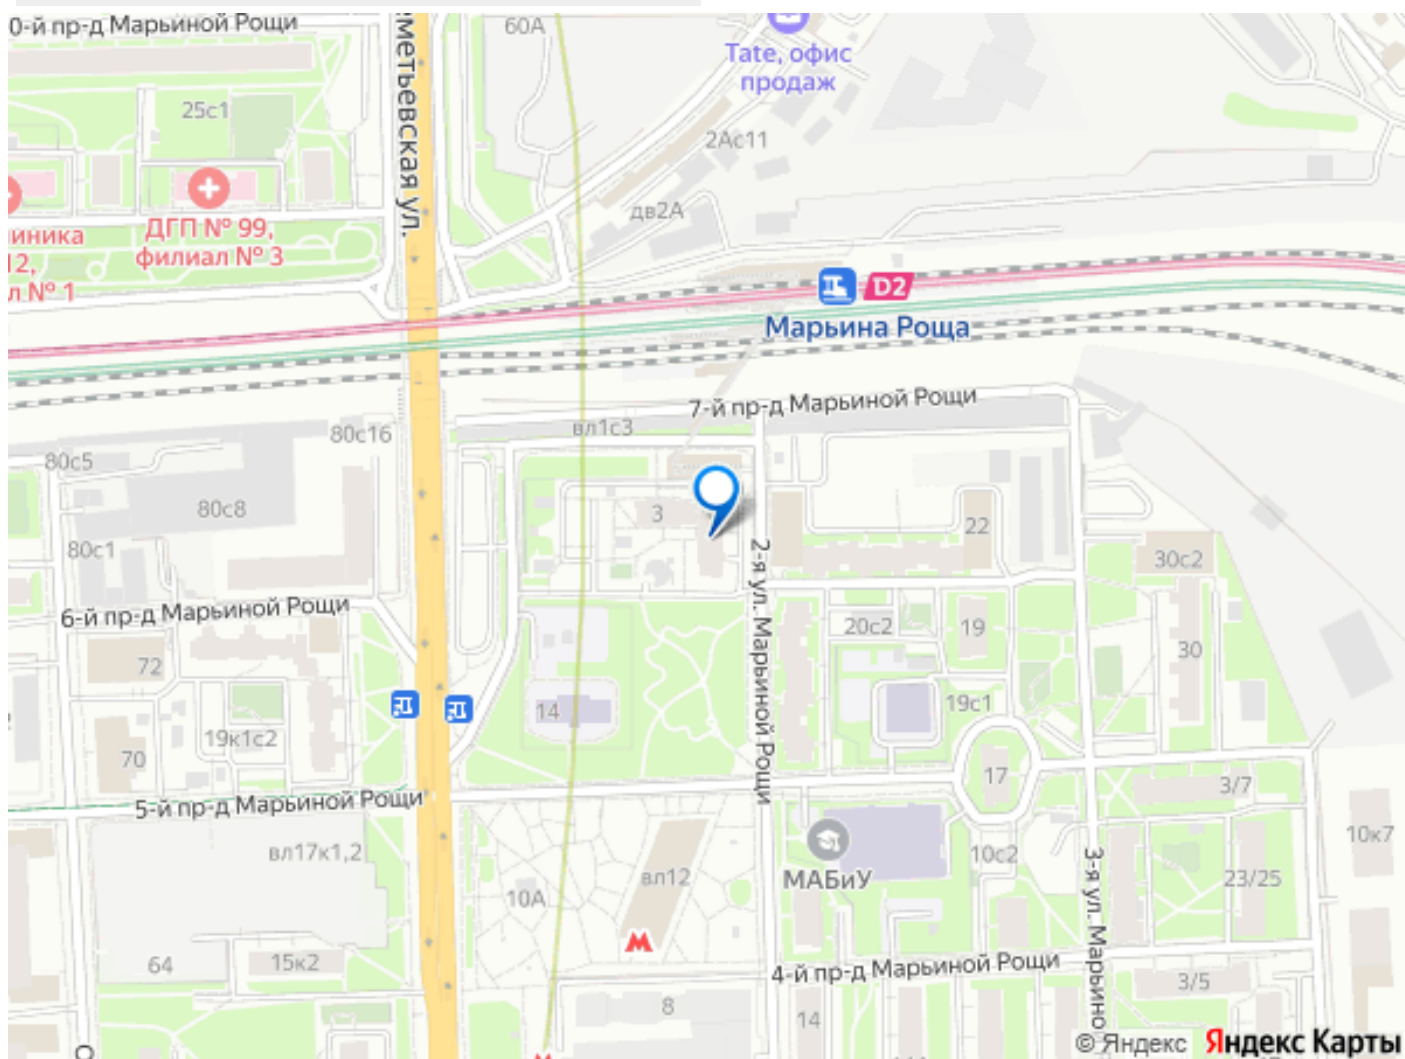 0-й пр-д Марьиной Рощи
60А
Tate, офис
продаж
метьевская ул.
25с1
2Ас11
дв2А
ДГП № 99,
филиал № 3
иника
12,
л № 1
D2
Марьина Роща
7-й пр-д Марьиной Рощи
вл1с3
80с16
80с5
80с8
80с1
3
22
30с2
2-я ул. Марьиной Рощи
6-й пр-д Марьиной Рощи
20с2
19
30
72
14
19с1
19к1с2
70
17
3/7
5-й пр-д Марьиной Рощи
10к7
вл17к1,2
10с2
МАБиУ
вл12
10А
23/25
3-я ул. Марьино
64
15к2
4-й пр-д Марьиной Рощи
3/5
8
14
© Яндекс Яндекс Карты